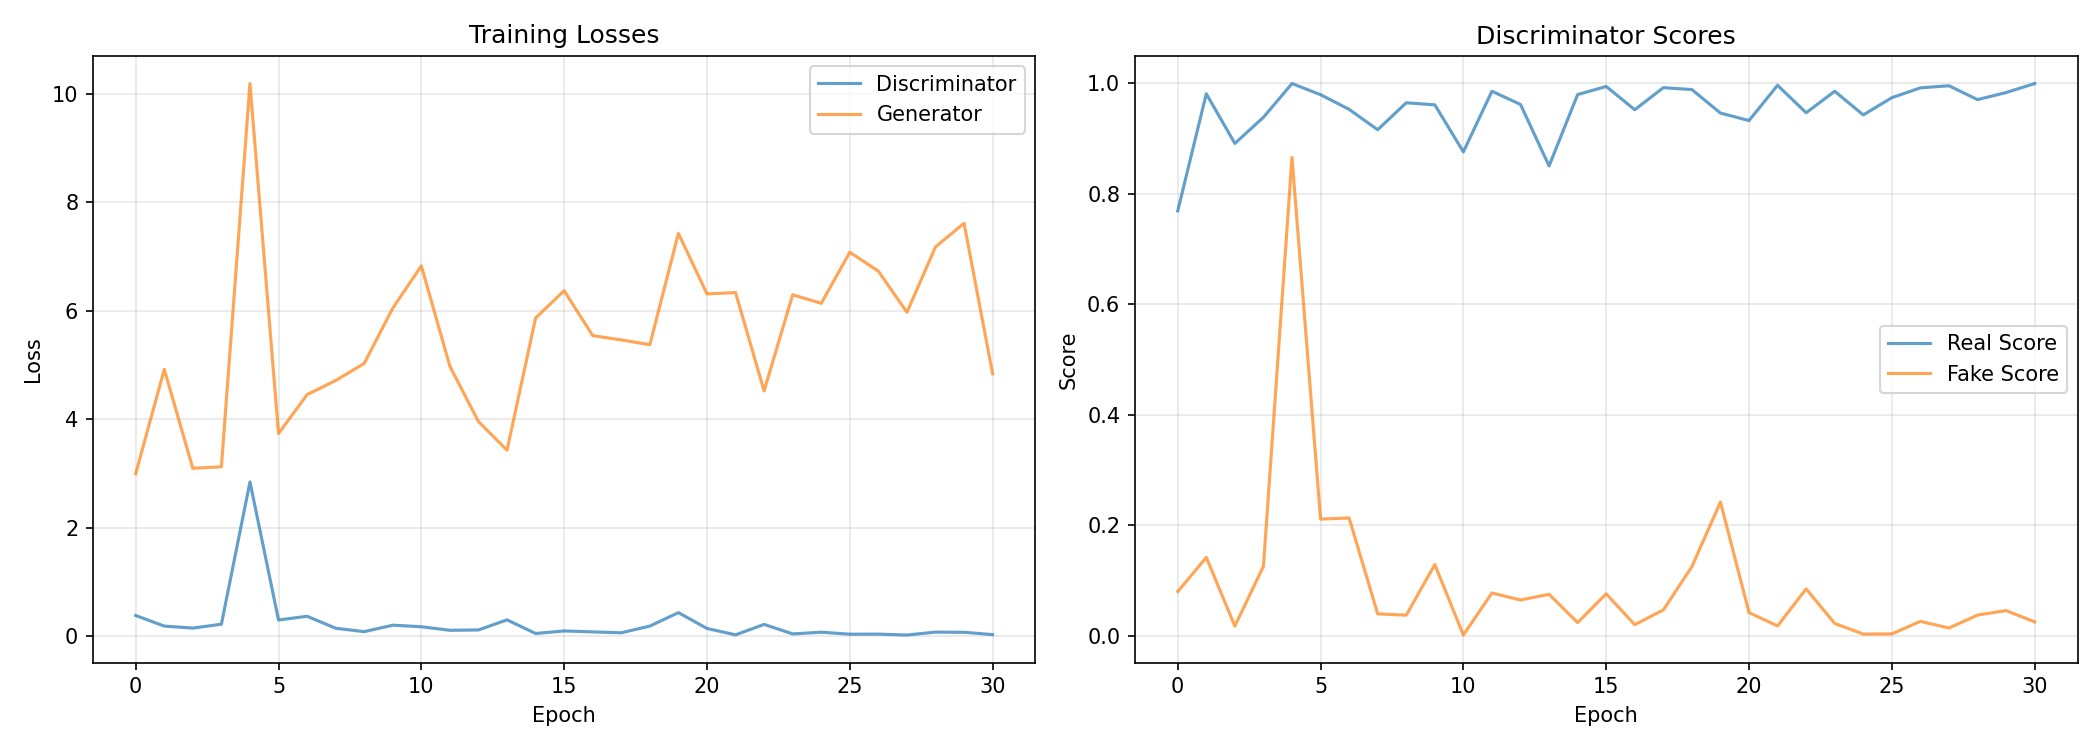 Training Losses
Discriminator
Generator
10
8
6
4
2
0
Loss
0 5 10 15 20 25 30
Epoch
Discriminator Scores
1.0
0.8
0.6
0.4
0.2
0.0
Score
Real Score
Fake Score
0 5 10 15 20 25 30
Epoch